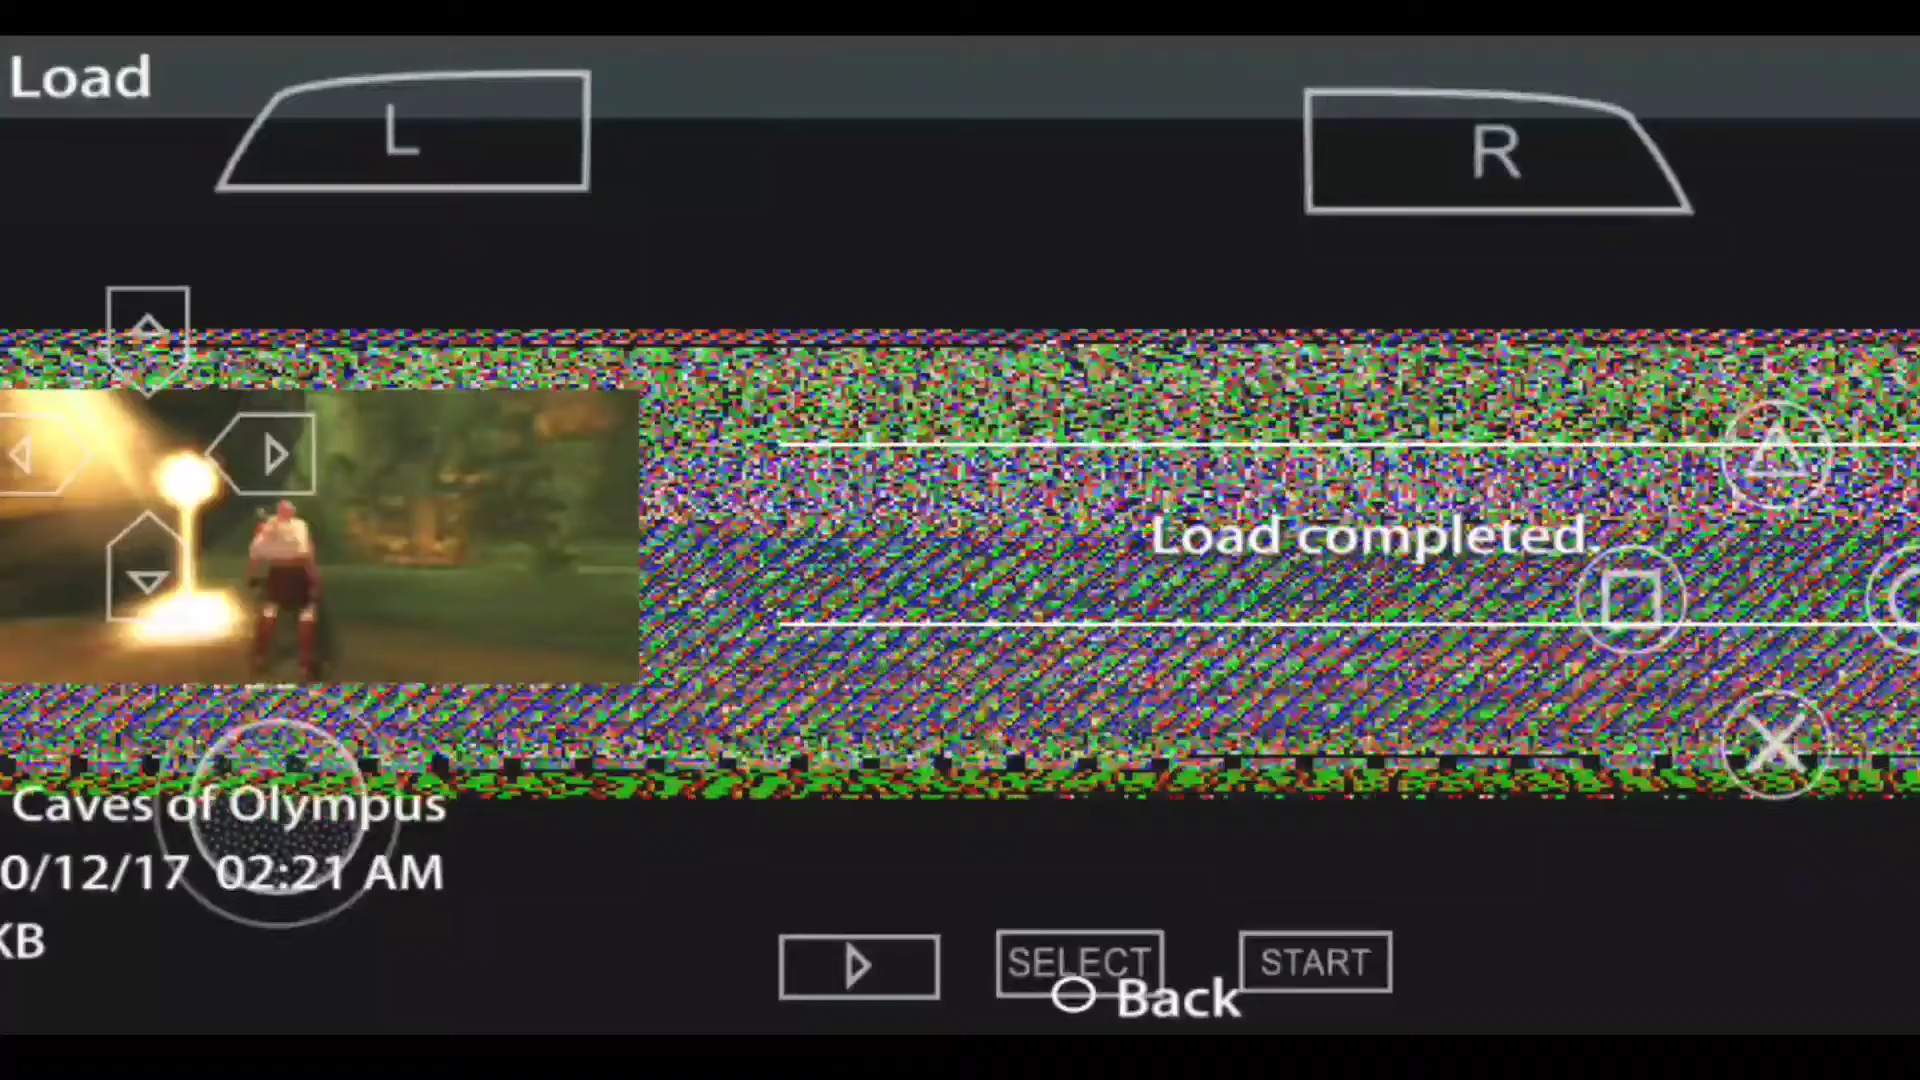 Load
L
R
Load completed.
Caves of Olympus
0/12/17 02:21 AM
KB
SELECT
START
Back